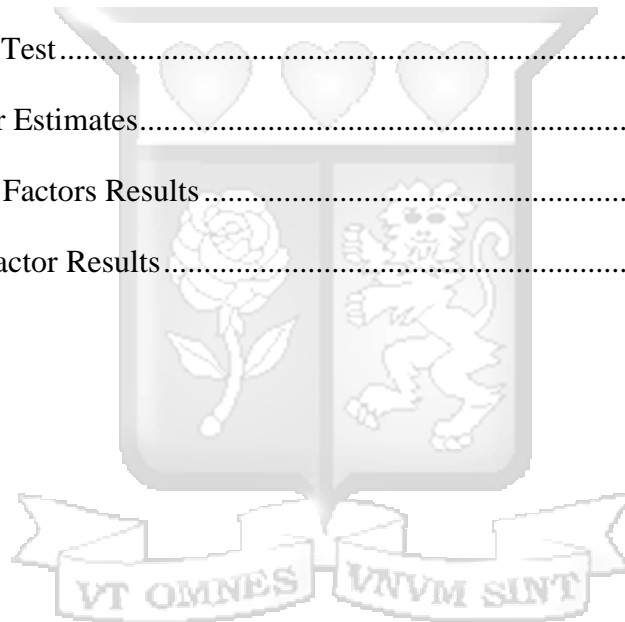 Test..............................................................................
r Estimates....................................................................
Factors Results............................................................
actor Results.................................................................
VT OMNES VNVM SINT